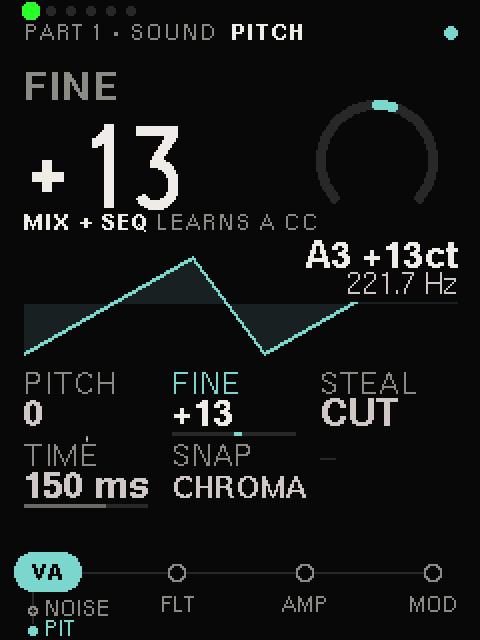 PART 1 · SOUND PITCH
FINE
+13
MIX + SEQ LEARNS A CC
A3 +13ct
221.7 Hz
PITCH FINE STEAL
0 +13 CUT
TIME SNAP —
150 ms CHROMA
VA
NOISE FLT AMP MOD
PIT